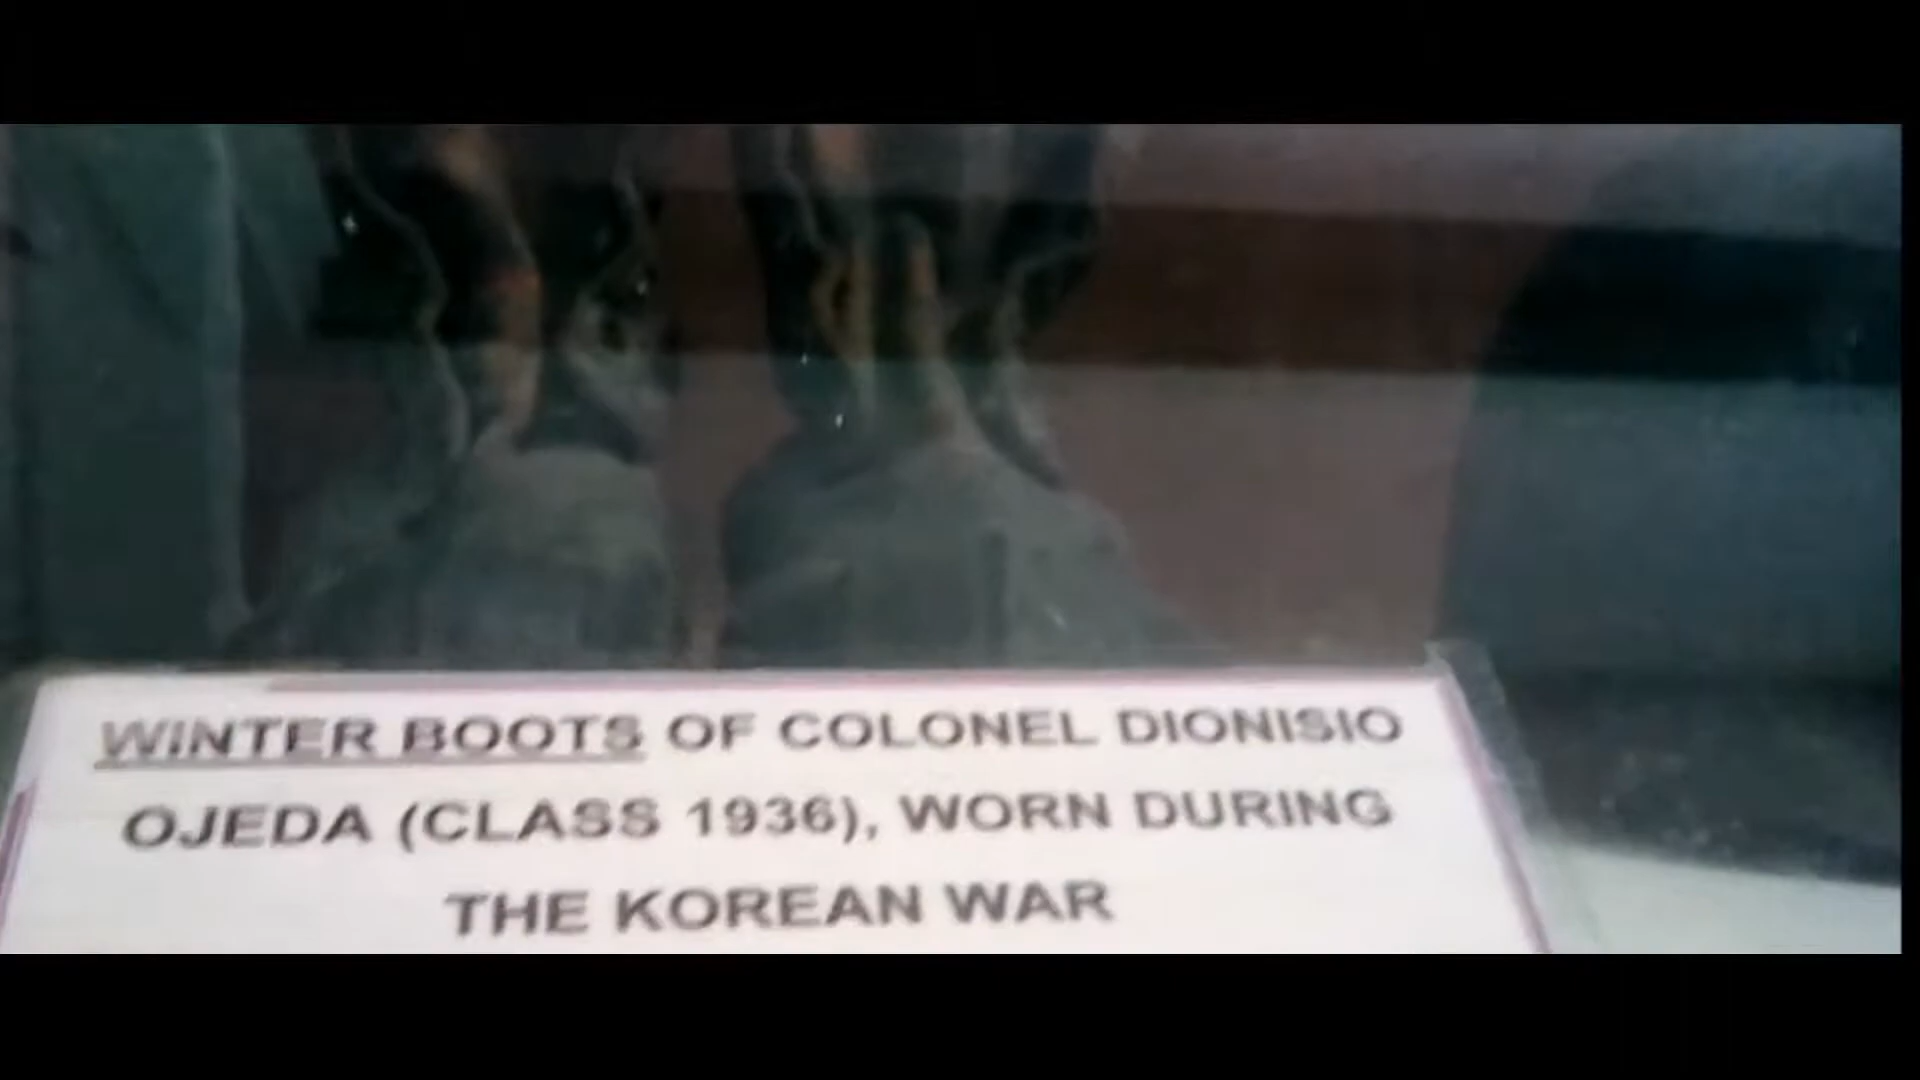 WINTER BOOTS OF COLONEL DIONISIO
OJEDA (CLASS 1936), WORN DURING
THE KOREAN WAR